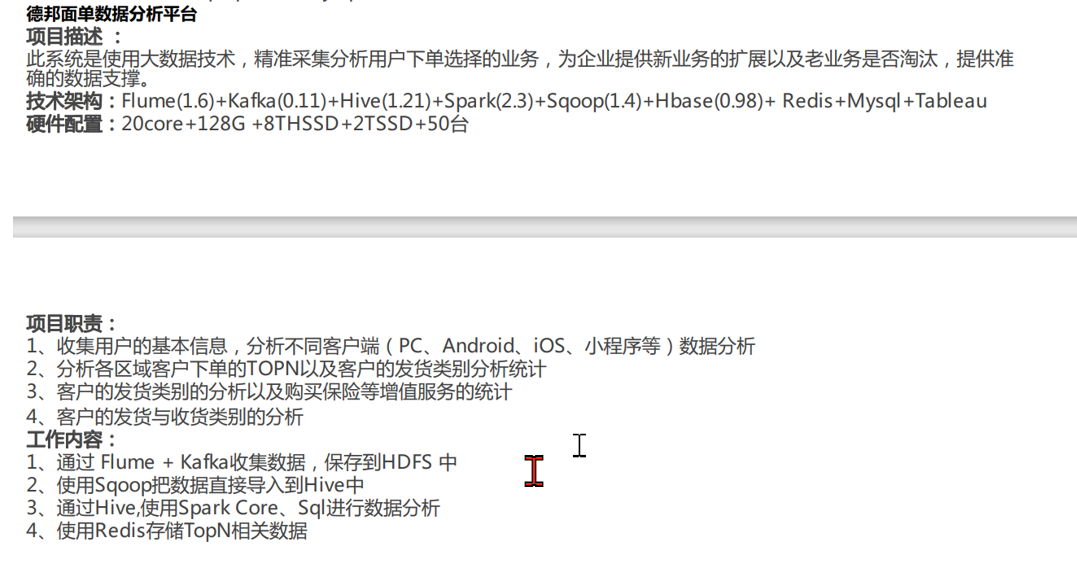 德邦面单数据分析平台
项目描述 ：
此系统是使用大数据技术，精准采集分析用户下单选择的业务，为企业提供新业务的扩展以及老业务是否淘汰，提供准
确的数据支撑。
技术架构：Flume(1.6)+Kafka(0.11)+Hive(1.21)+Spark(2.3)+Sqoop(1.4)+Hbase(0.98)+ Redis+Mysql+Tableau
硬件配置：20core+128G +8THSSD+2TSSD+50台
项目职责：
1、收集用户的基本信息，分析不同客户端（PC、Android、iOS、小程序等）数据分析
2、分析各区域客户下单的TOPN以及客户的发货类别分析统计
3、客户的发货类别的分析以及购买保险等增值服务的统计
4、客户的发货与收货类别的分析
工作内容：
1、通过 Flume + Kafka收集数据，保存到HDFS 中
2、使用Sqoop把数据直接导入到Hive中
3、通过Hive,使用Spark Core、Sql进行数据分析
4、使用Redis存储TopN相关数据